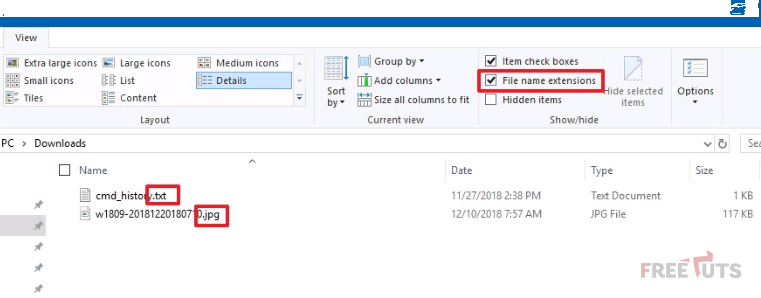 View
Extra large icons
Large icons
Medium icons
Small icons
List
Details
Tiles
Content
Layout
Sort by
Group by
Add columns
Size all columns to fit
Current view
Item check boxes
File name extensions
Hidden items
Hide selected items
Show/hide
Options
PC > Downloads
Sea
Name
Date
Type
Size
cmd_history.txt
11/27/2018 2:38 PM
Text Document
1 KB
w1809-20181220180710.jpg
12/10/2018 7:57 AM
JPG File
117 KB
FREETUTS